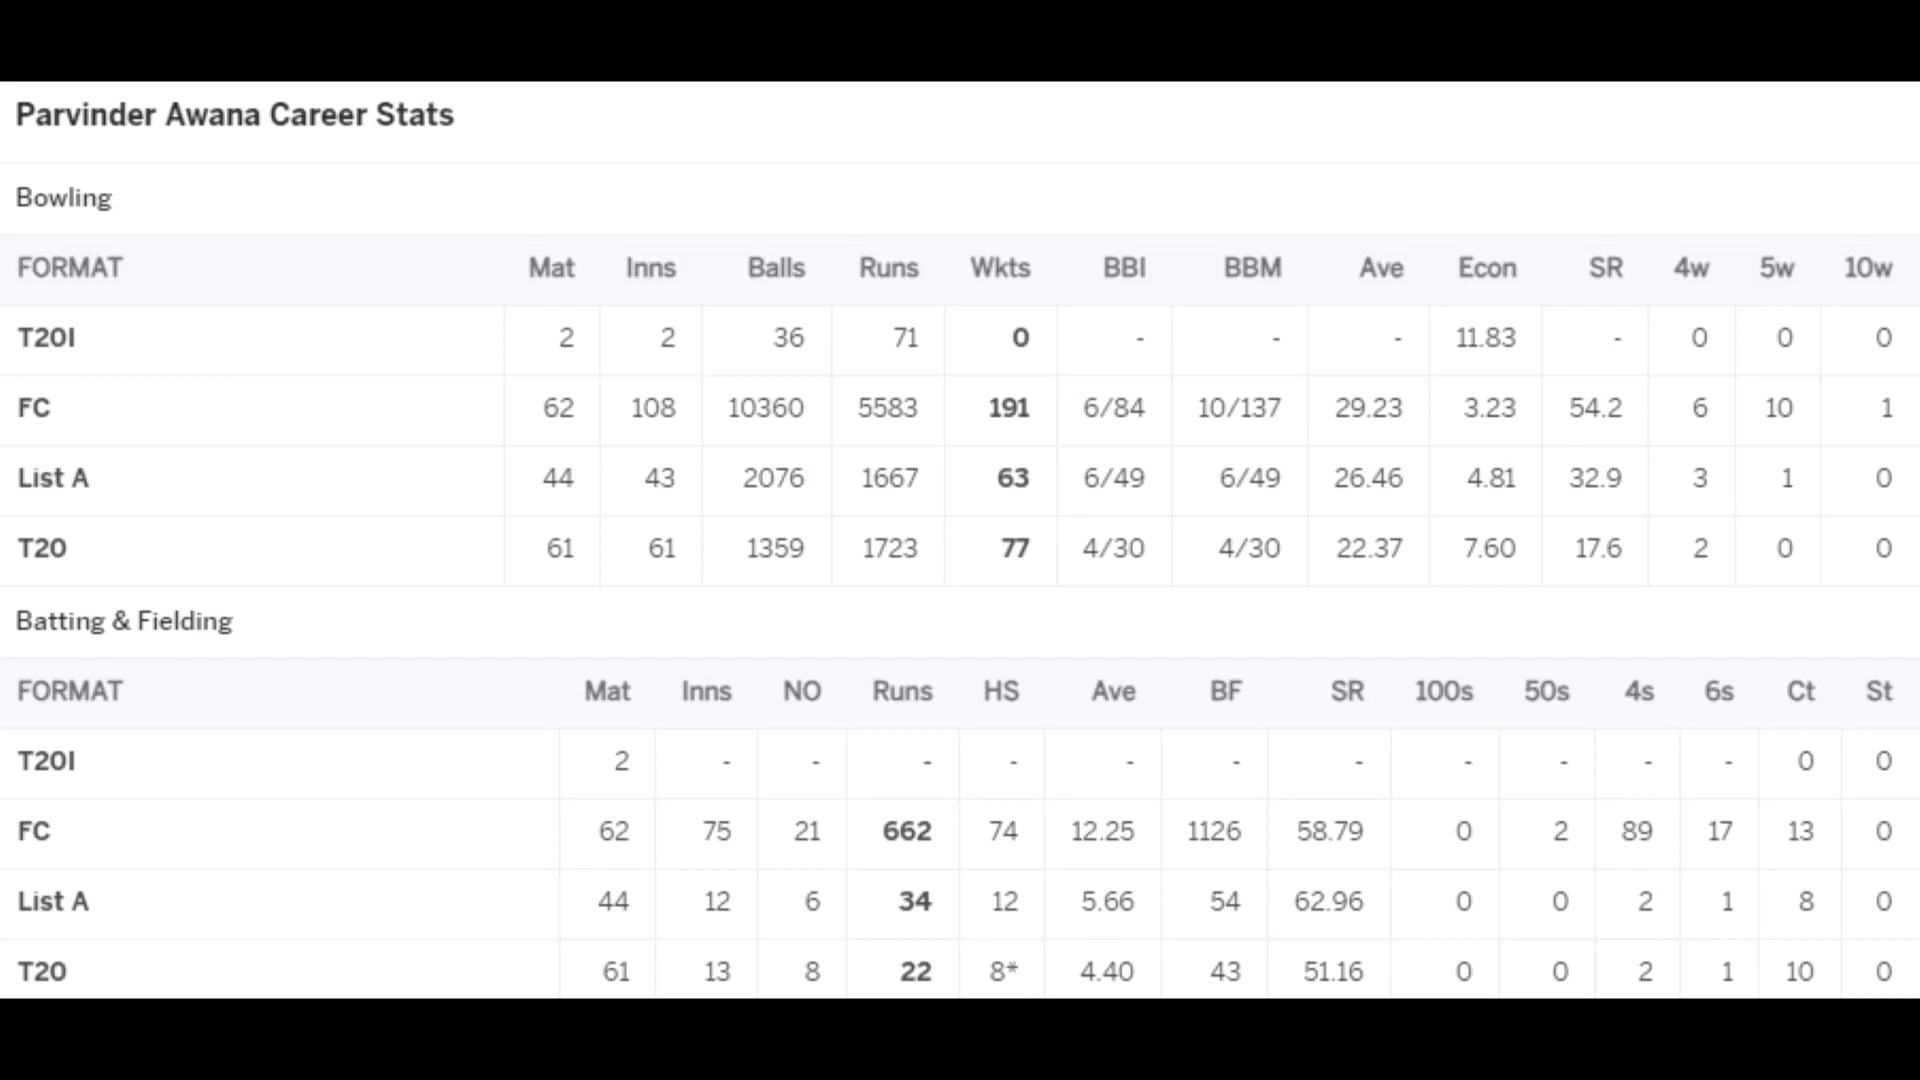 Parvinder Awana Career Stats
Bowling
FORMAT Mat Inns Balls Runs Wkts BBI BBM Ave Econ SR 4w 5w 10w
T20I 2 2 36 71 0 - - - 11.83 - 0 0 0
FC 62 108 10360 5583 191 6/84 10/137 29.23 3.23 54.2 6 10 1
List A 44 43 2076 1667 63 6/49 6/49 26.46 4.81 32.9 3 1 0
T20 61 61 1359 1723 77 4/30 4/30 22.37 7.60 17.6 2 0 0
Batting & Fielding
FORMAT Mat Inns NO Runs HS Ave BF SR 100s 50s 4s 6s Ct St
T20I 2 - - - - - - - - - - - 0 0
FC 62 75 21 662 74 12.25 1126 58.79 0 2 89 17 13 0
List A 44 12 6 34 12 5.66 54 62.96 0 0 2 1 8 0
T20 61 13 8 22 8* 4.40 43 51.16 0 0 2 1 10 0